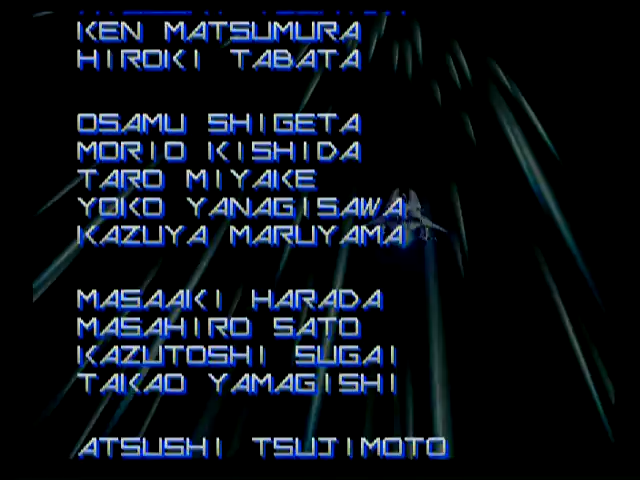 KEN MATSUMURA
HIROKI TABATA
OSAMU SHIGETA
MORIO KISHIDA
TARO MIYAKE
YOKO YANAGISAWA
KAZUYA MARUYAMA
MASAAKI HARADA
MASAHIRO SATO
KAZUTOSHI SUGAI
TAKAO YAMAGISHI
ATSUSHI TSUJIMOTO